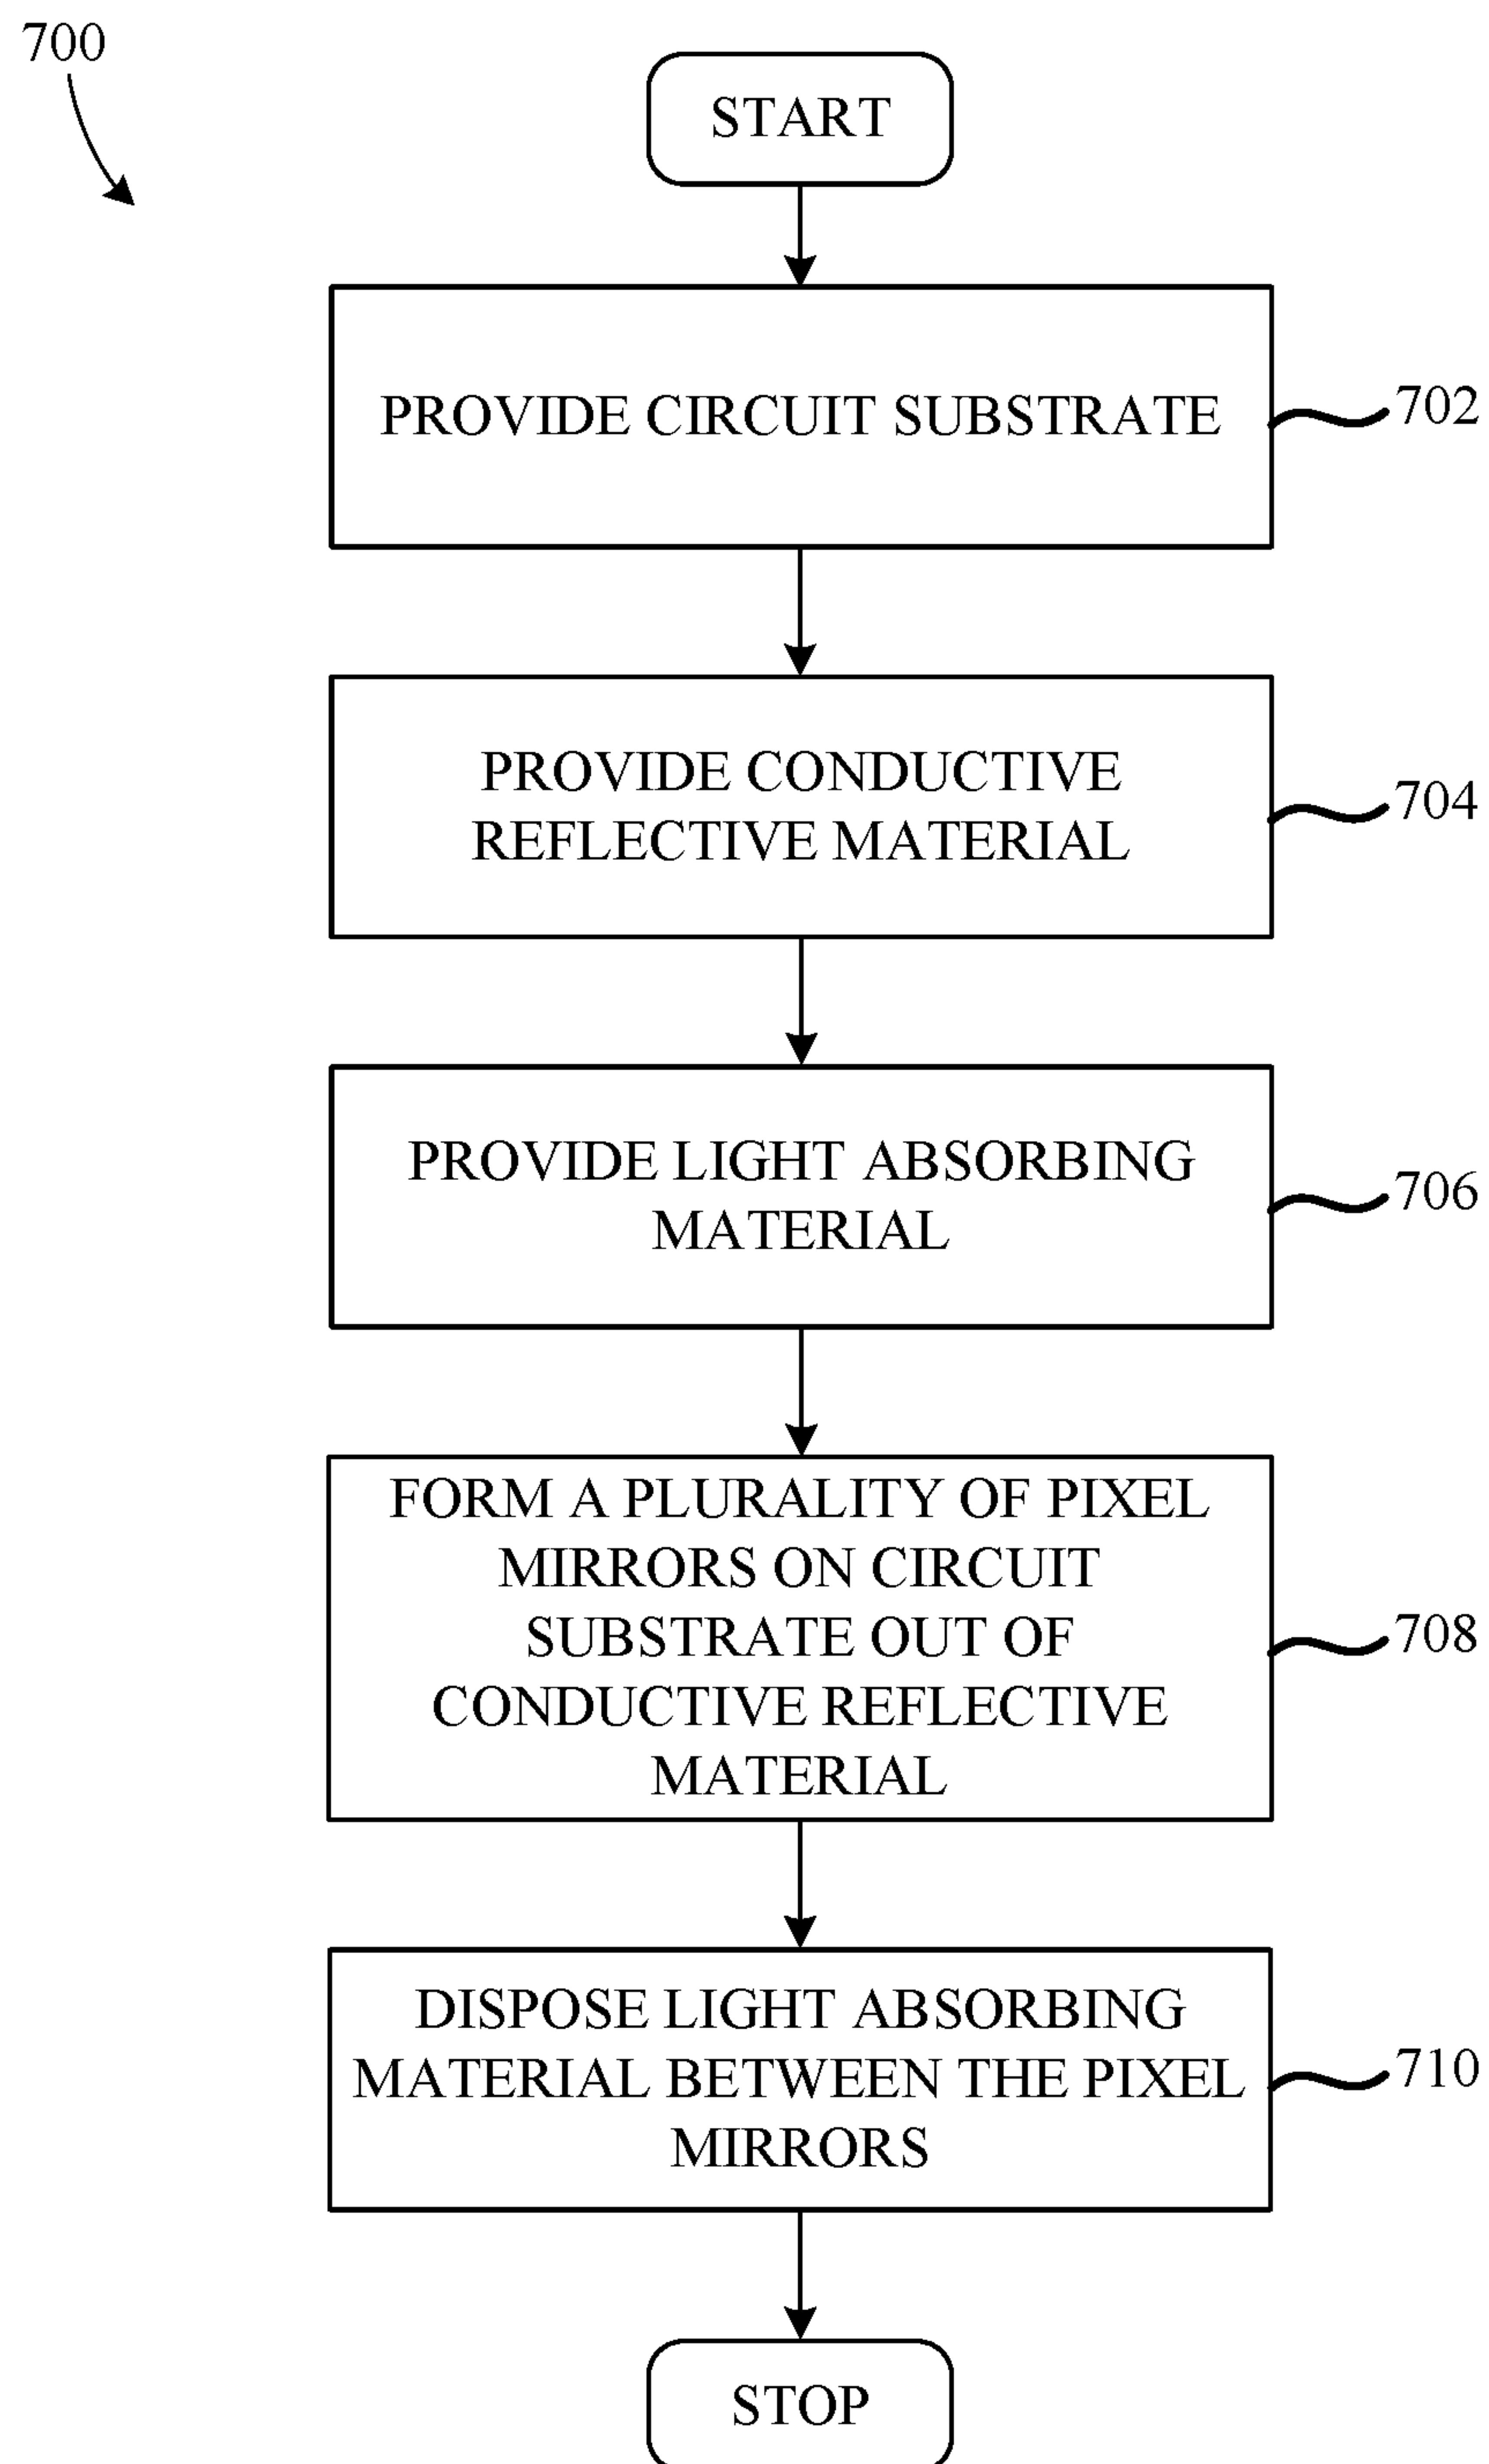 700
START
PROVIDE CIRCUIT SUBSTRATE
702
PROVIDE CONDUCTIVE
REFLECTIVE MATERIAL
704
PROVIDE LIGHT ABSORBING
MATERIAL
706
FORM A PLURALITY OF PIXEL
MIRRORS ON CIRCUIT
SUBSTRATE OUT OF
CONDUCTIVE REFLECTIVE
MATERIAL
708
DISPOSE LIGHT ABSORBING
MATERIAL BETWEEN THE PIXEL
MIRRORS
710
STOP